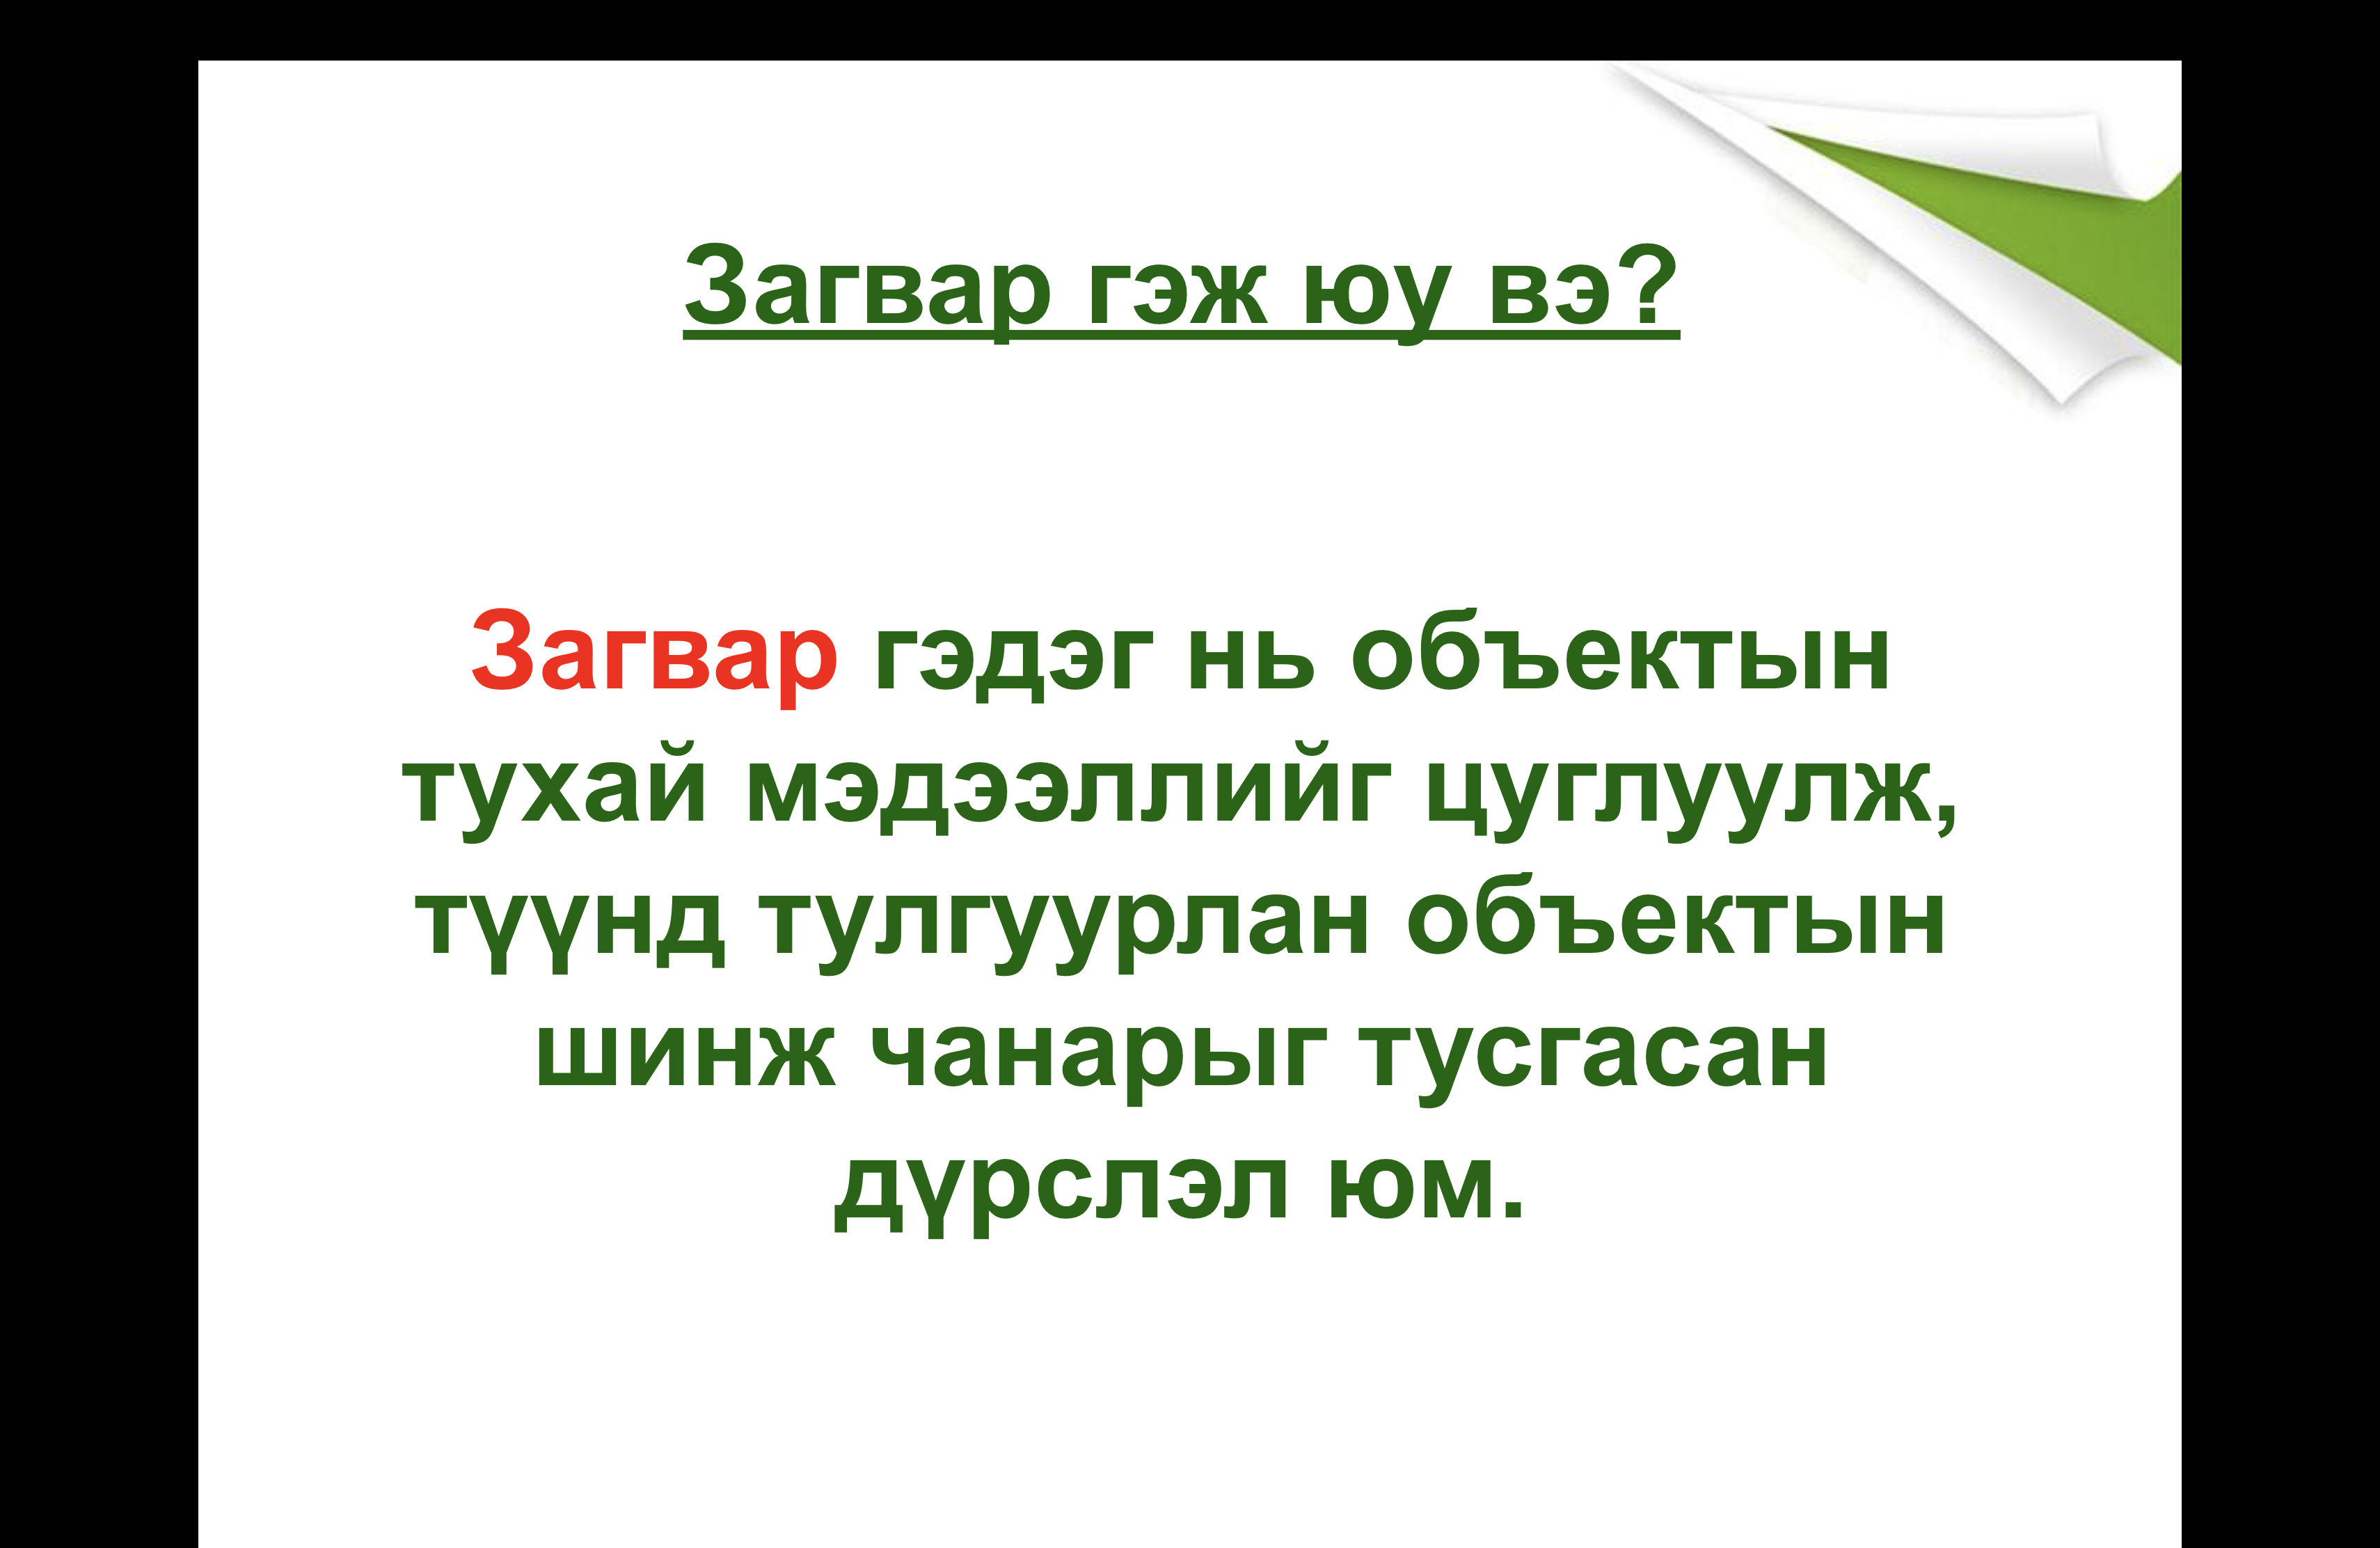 Загвар гэж юу вэ?
Загвар гэдэг нь объектын
тухай мэдээллийг цуглуулж,
түүнд тулгуурлан объектын
шинж чанарыг тусгасан
дүрслэл юм.